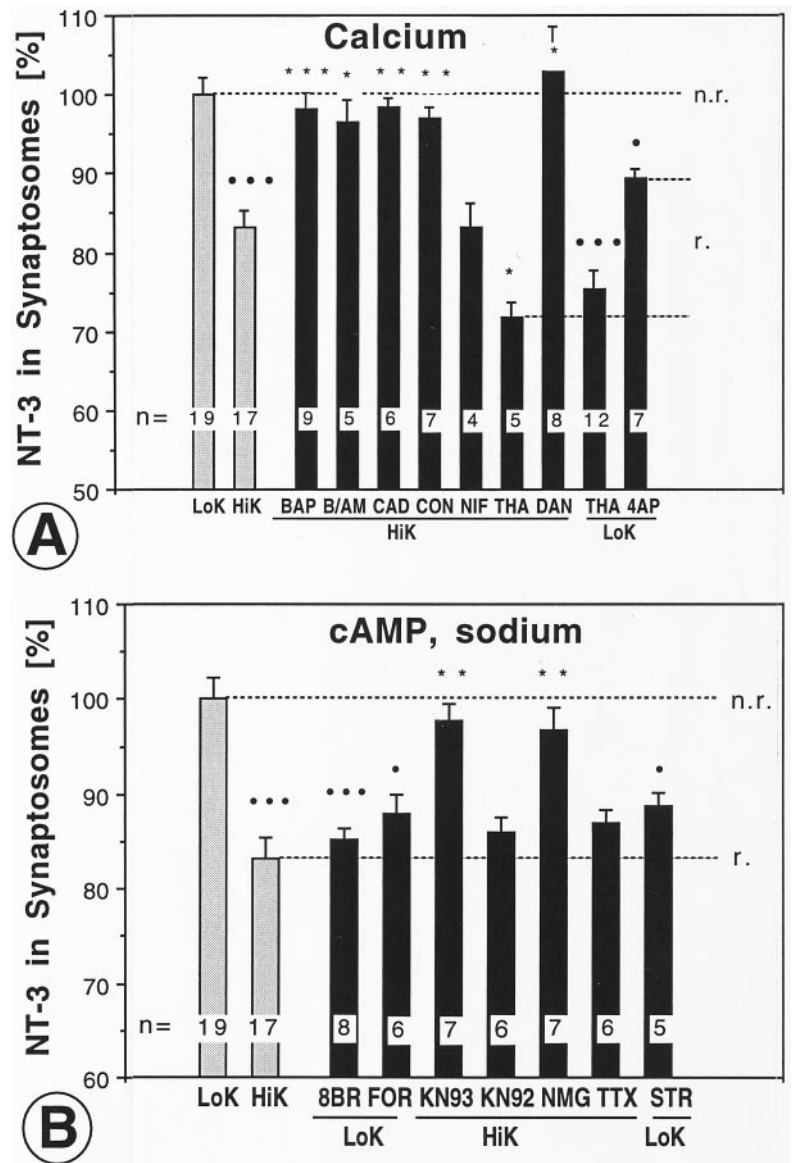 Calcium
NT-3 in Synaptosomes [%]
110
100
90
80
70
60
50
* * * * * * * * *
T
*
n.r.
•••
•
*
•••
r.
n= 19 17 9 5 6 7 4 5 8 12 7
LoK HiK BAP B/AM CAD CON NIF THA DAN THA 4AP
HiK LoK
A
cAMP, sodium
NT-3 in Synaptosomes [%]
110
100
90
80
70
60
* * * *
n.r.
••• ••• • •
r.
n= 19 17 8 6 7 6 7 6 5
LoK HiK 8BR FOR KN93 KN92 NMG TTX STR
LoK HiK LoK
B